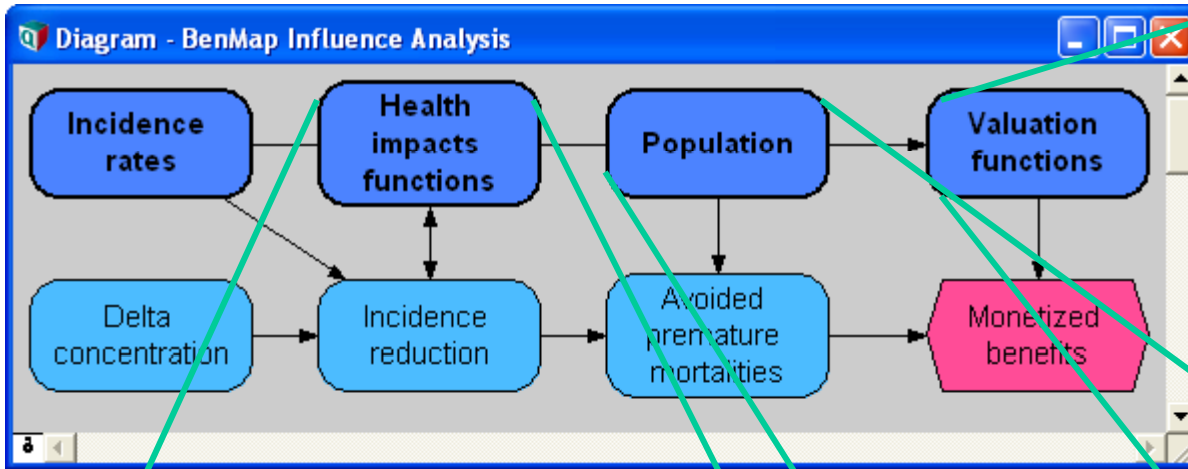 Diagram - BenMap Influence Analysis
Incidence
rates
Health
impacts
functions
Population
Valuation
functions
Delta
concentration
Incidence
reduction
Avoided
premature
mortalities
Monetized
benefits